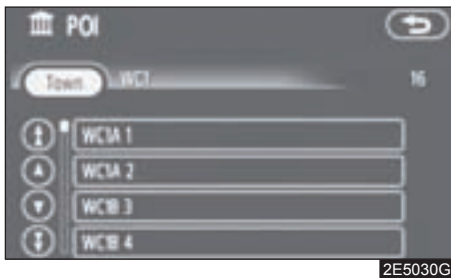 POI
Town WC1 16
WC1A 1
WC1A 2
WC1B 3
WC1B 4
2E5030G